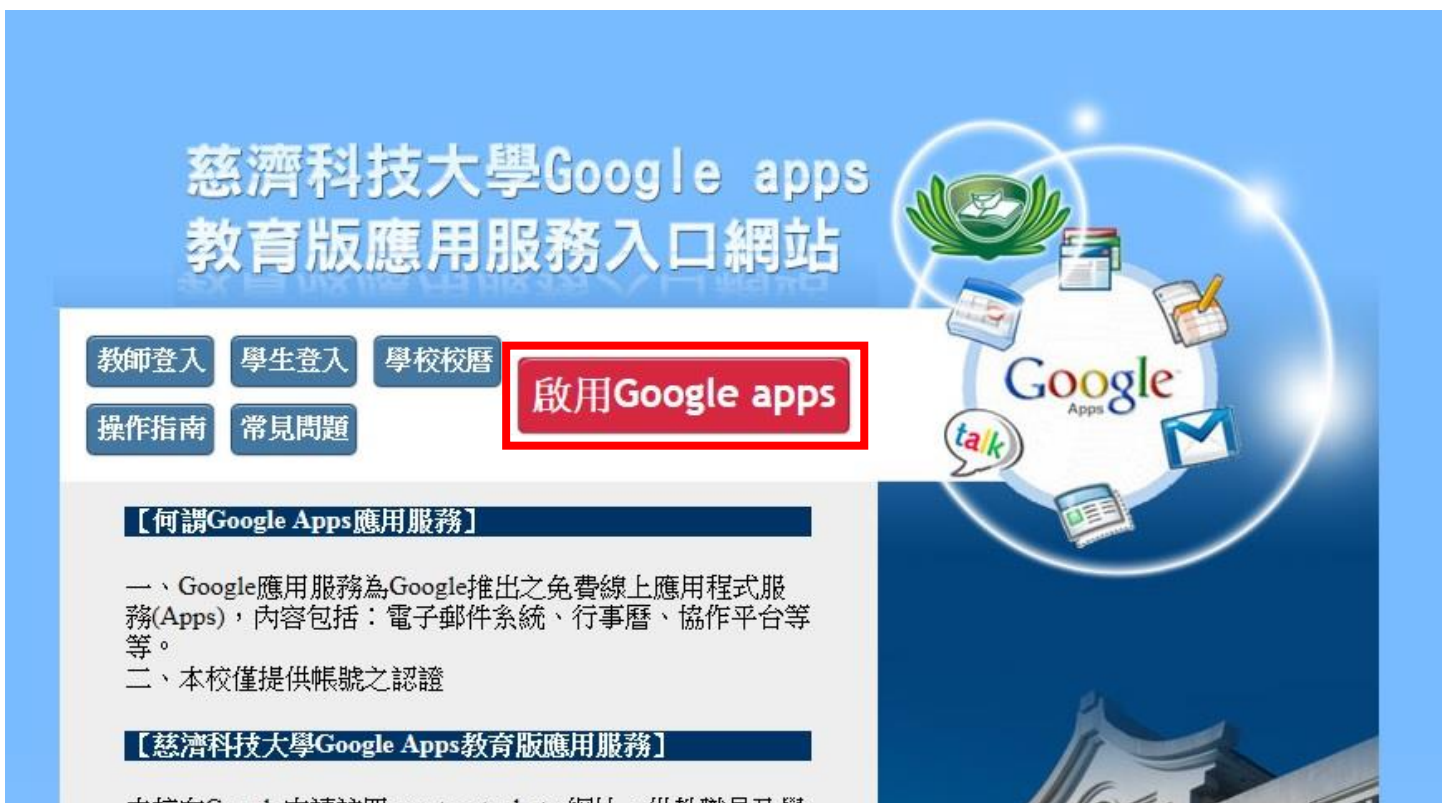 慈濟科技大學Google apps
教育版應用服務入口網站
教師登入 學生登入 學校校曆
啟用Google apps
操作指南 常見問題
Google
Apps
talk
【何謂Google Apps應用服務】
一、Google應用服務為Google推出之免費線上應用程式服
務(Apps)，內容包括：電子郵件系統、行事曆、協作平台等
等。
二、本校僅提供帳號之認證
【慈濟科技大學Google Apps教育版應用服務】